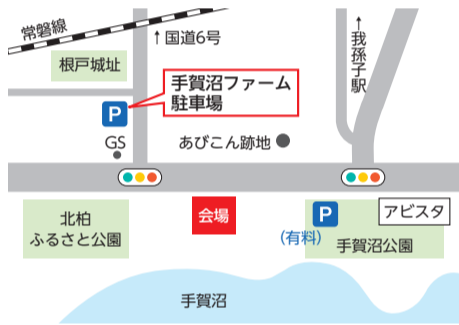 常磐線
↑国道6号
↑我孫子駅
根戸城址
手賀沼ファーム
駐車場
P
GS
あびこん跡地
北柏
ふるさと公園
会場
P
(有料)
アビスタ
手賀沼公園
手賀沼